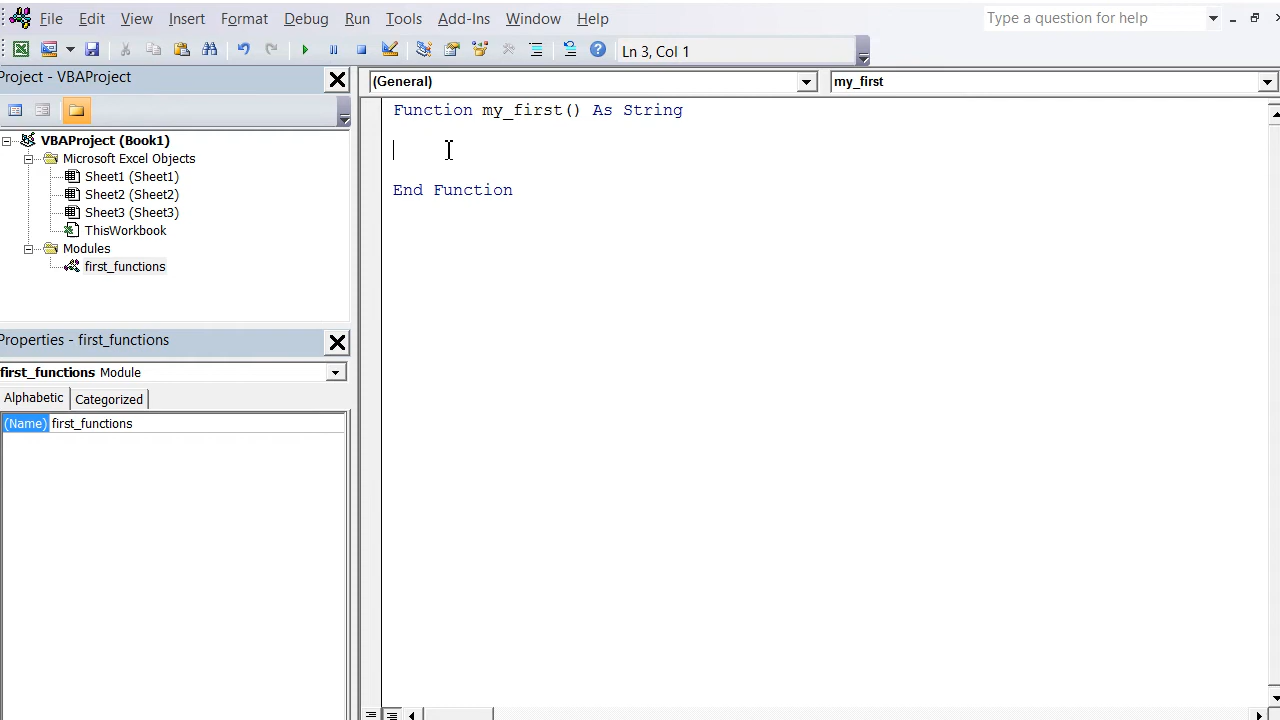 File Edit View Insert Format Debug Run Tools Add-Ins Window Help Type a question for help
Ln 3, Col 1
Project - VBAProject
(General) my_first
VBAProject (Book1)
Microsoft Excel Objects
Sheet1 (Sheet1)
Sheet2 (Sheet2)
Sheet3 (Sheet3)
ThisWorkbook
Modules
first_functions
Properties - first_functions
first_functions Module
Alphabetic Categorized
(Name) first_functions
Function my_first() As String
End Function